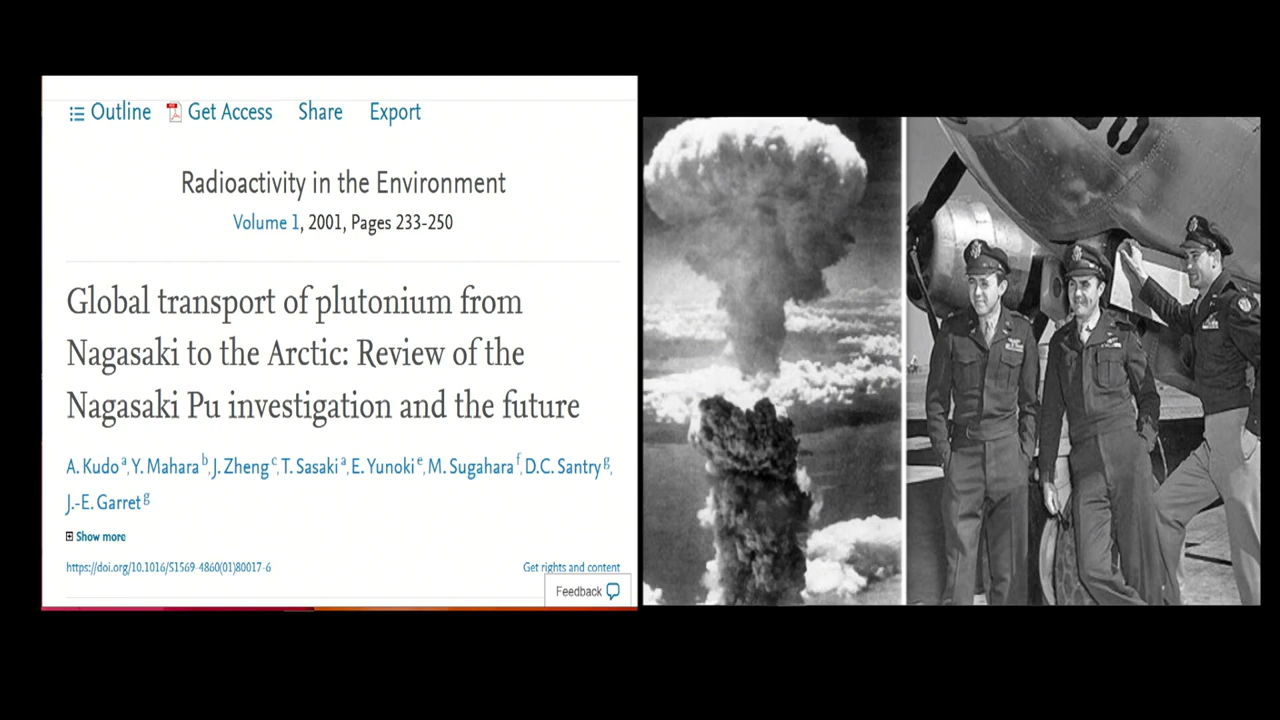 Outline Get Access Share Export
Radioactivity in the Environment
Volume 1, 2001, Pages 233-250
Global transport of plutonium from
Nagasaki to the Arctic: Review of the
Nagasaki Pu investigation and the future
A. Kudo a, Y. Mahara b, J. Zheng c, T. Sasaki a, E. Yunoki e, M. Sugahara f, D.C. Santry g,
J.-E. Garret g
Show more
https://doi.org/10.1016/S1569-4860(01)80017-6 Get rights and content
Feedback